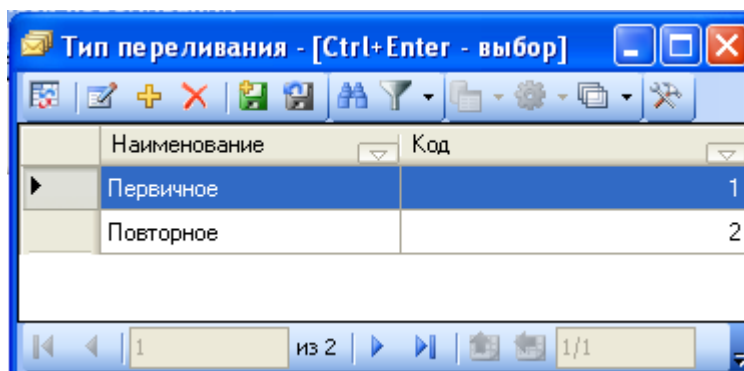 Тип переливания - [Ctrl+Enter - выбор]
Наименование Код
Первичное 1
Повторное 2
1 из 2 1/1